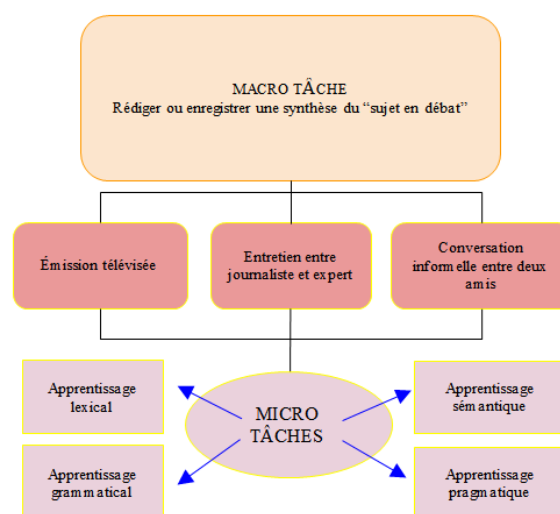 MACRO TÂCHE
Rédiger ou enregistrer une synthèse du “sujet en débat”
Émission télévisée
Entretien entre
journaliste et expert
Conversation
informelle entre deux
amis
Apprentissage
lexical
MICRO
TÂCHES
Apprentissage
sémantique
Apprentissage
grammatical
Apprentissage
pragmatique